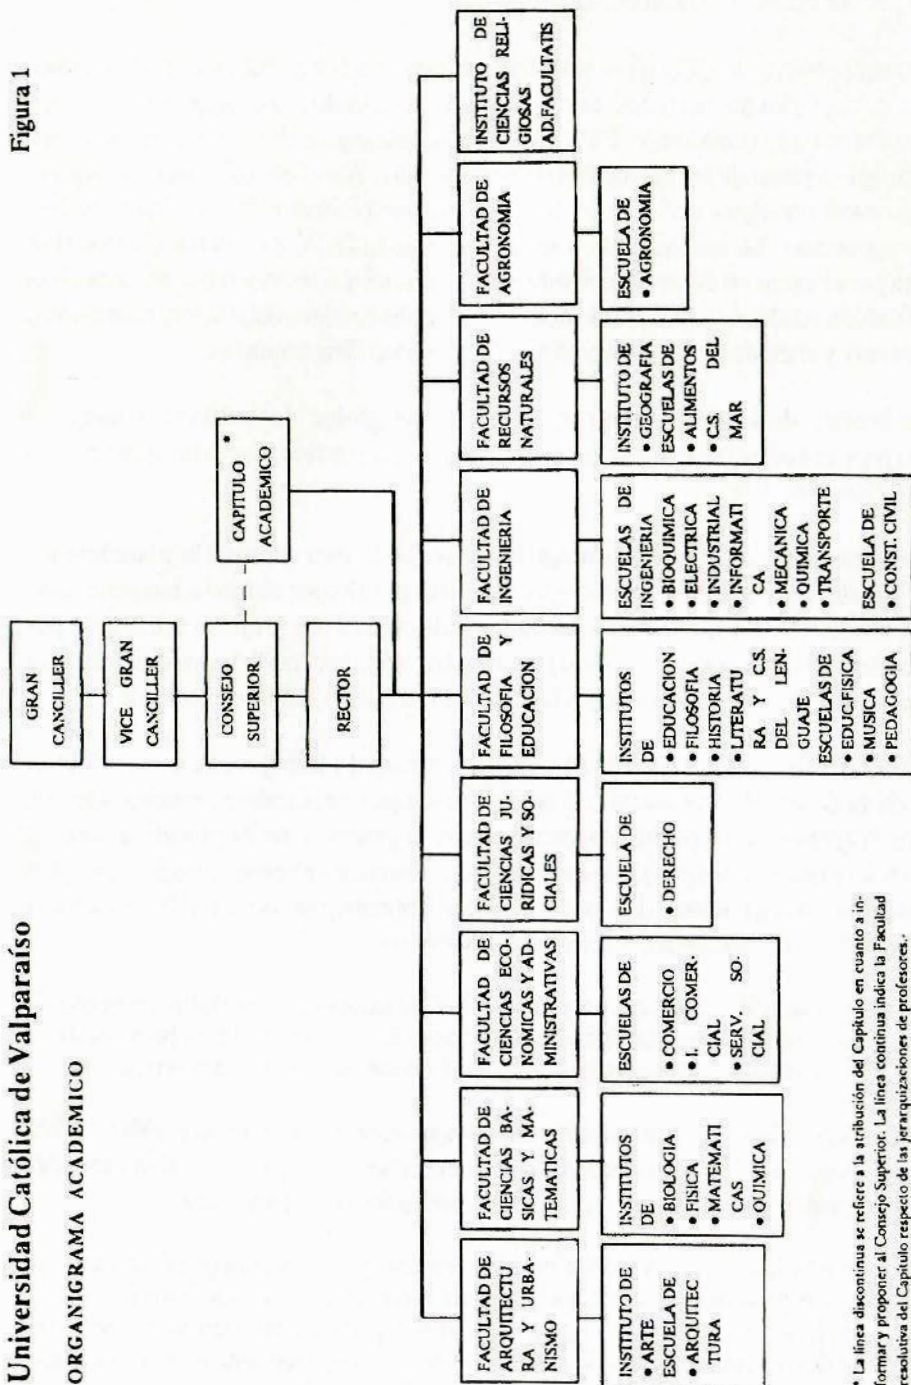 Universidad Católica de Valparaíso
Figura 1
ORGANIGRAMA ACADEMICO
GRAN
CANCILLER
VICE GRAN
CANCILLER
CONSEJO
SUPERIOR
CAPITULO *
ACADEMICO
RECTOR
FACULTAD DE
ARQUITECTU
RA Y URBA-
NISMO
FACULTAD DE
CIENCIAS BA-
SICAS Y MA-
TEMATICAS
FACULTAD DE
CIENCIAS ECO-
NOMICAS Y AD-
MINISTRATIVAS
FACULTAD DE
CIENCIAS JU-
RIDICAS Y SO-
CIALES
FACULTAD DE
FILOSOFIA Y
EDUCACION
FACULTAD DE
INGENIERIA
FACULTAD DE
RECURSOS
NATURALES
FACULTAD DE
AGRONOMIA
INSTITUTO DE
CIENCIAS RELI-
GIOSAS
AD.FACULTATIS
INSTITUTO DE
• ARTE
ESCUELA DE
• ARQUITEC
TURA
INSTITUTOS
DE
• BIOLOGIA
• FISICA
• MATEMATI
CAS
• QUIMICA
ESCUELAS DE
• COMERCIO
• I. COMER-
CIAL
• SERV. SO-
CIAL
ESCUELA DE
• DERECHO
INSTITUTOS
DE
• EDUCACION
• FILOSOFIA
• HISTORIA
• LITERATU
RA Y C.S.
DEL LEN-
GUAJE
ESCUELAS DE
• EDUC.FISICA
• MUSICA
• PEDAGOGIA
ESCUELAS DE
INGENIERIA
• BIOQUIMICA
• ELECTRICA
• INDUSTRIAL
• INFORMATI
CA
• MECANICA
• QUIMICA
• TRANSPORTE
ESCUELA DE
• CONST. CIVIL
INSTITUTO DE
• GEOGRAFIA
ESCUELAS DE
• ALIMENTOS
• C.S. DEL
MAR
ESCUELA DE
• AGRONOMIA
* La línea discontinua se refiere a la atribución del Capítulo en cuanto a in-
formar y proponer al Consejo Superior. La línea continua indica la Facultad
resolutiva del Capítulo respecto de las jerarquizaciones de profesores.